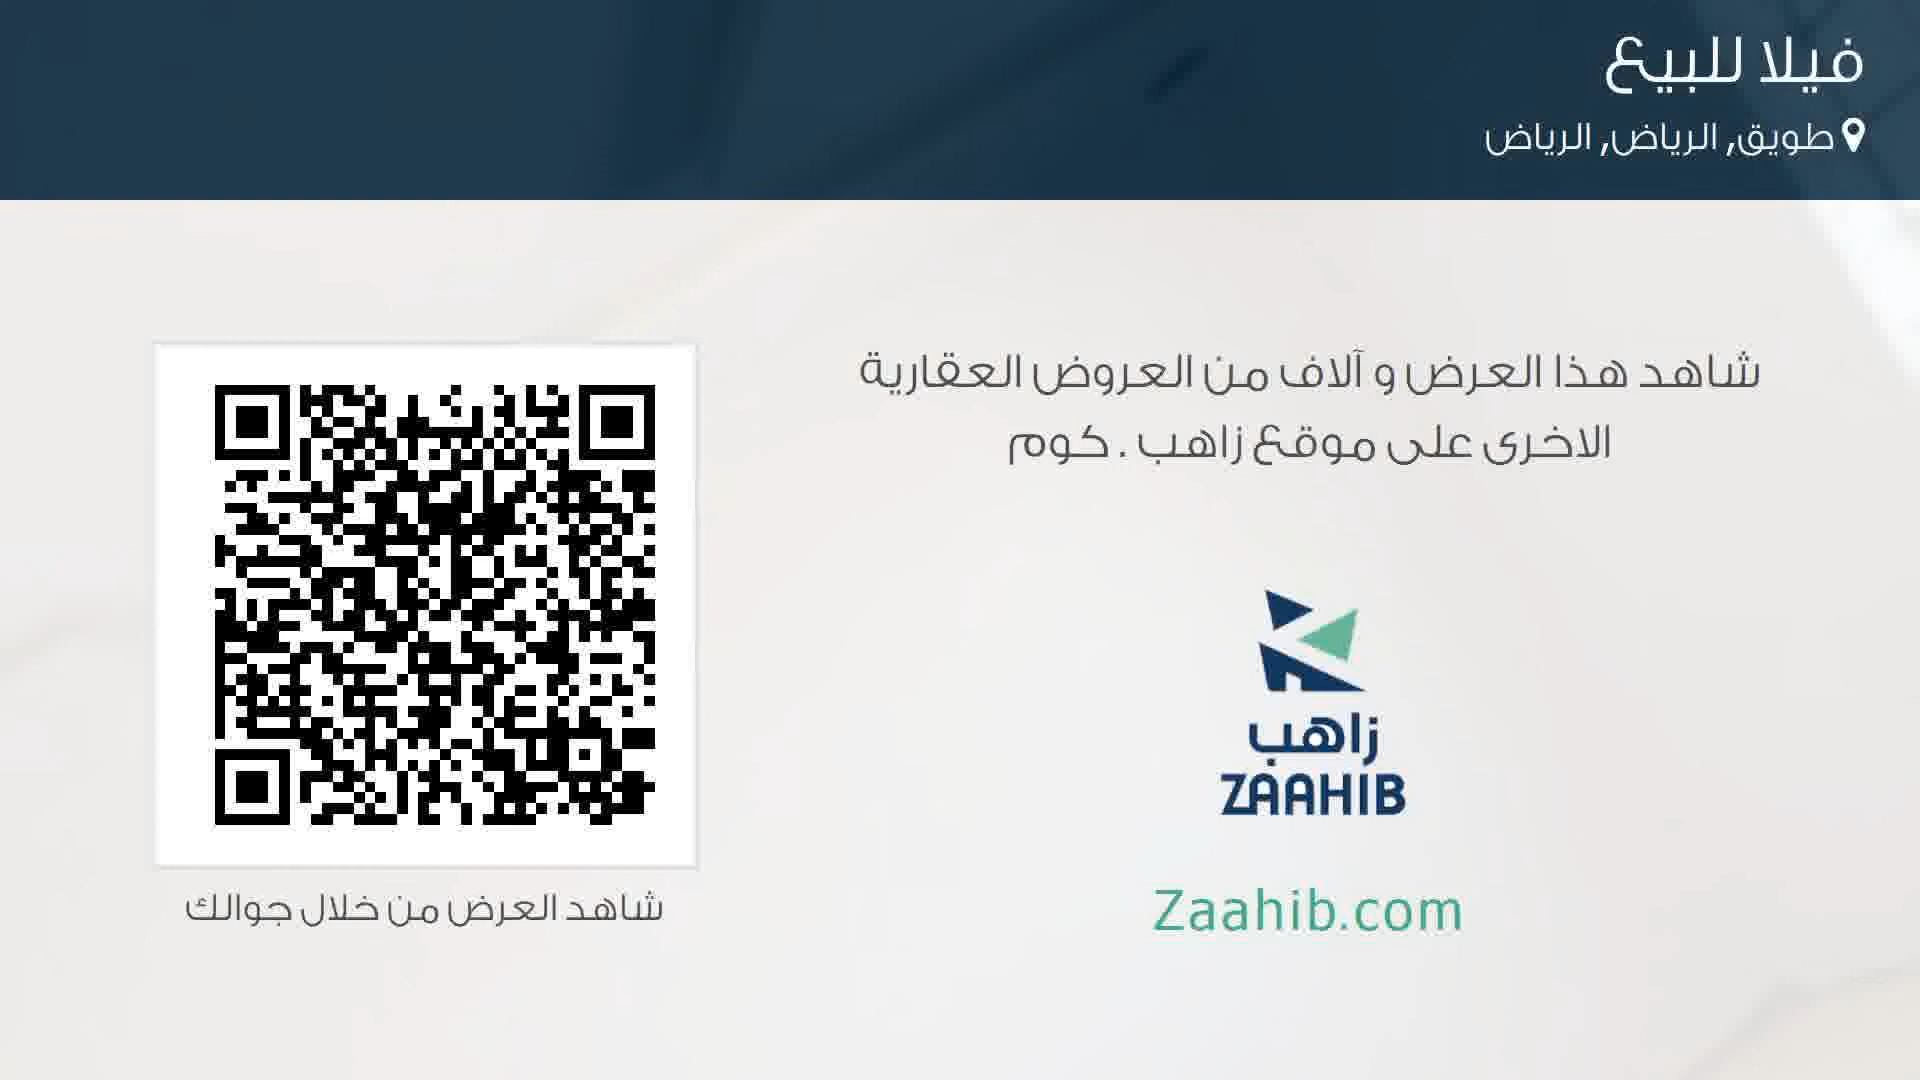 فيلا للبيع
طويق, الرياض, الرياض
شاهد هذا العرض و آلاف من العروض العقارية
الاخرى على موقع زاهب . كوم
زاهب
ZAAHIB
Zaahib.com
شاهد العرض من خلال جوالك